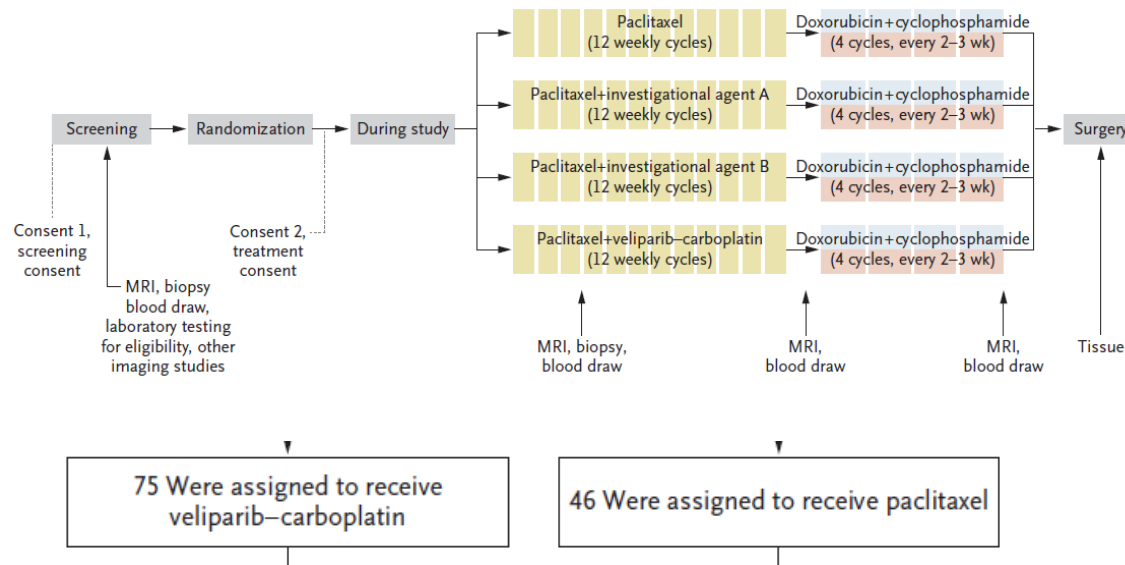 Paclitaxel
(12 weekly cycles)
Doxorubicin+cyclophosphamide
(4 cycles, every 2–3 wk)
Paclitaxel+investigational agent A
(12 weekly cycles)
Doxorubicin+cyclophosphamide
(4 cycles, every 2–3 wk)
Screening
Randomization
During study
Surgery
Paclitaxel+investigational agent B
(12 weekly cycles)
Doxorubicin+cyclophosphamide
(4 cycles, every 2–3 wk)
Paclitaxel+veliparib–carboplatin
(12 weekly cycles)
Doxorubicin+cyclophosphamide
(4 cycles, every 2–3 wk)
Consent 1,
screening
consent
Consent 2,
treatment
consent
MRI, biopsy
blood draw,
laboratory testing
for eligibility, other
imaging studies
MRI, biopsy,
blood draw
MRI,
blood draw
MRI,
blood draw
Tissue
75 Were assigned to receive
veliparib–carboplatin
46 Were assigned to receive paclitaxel